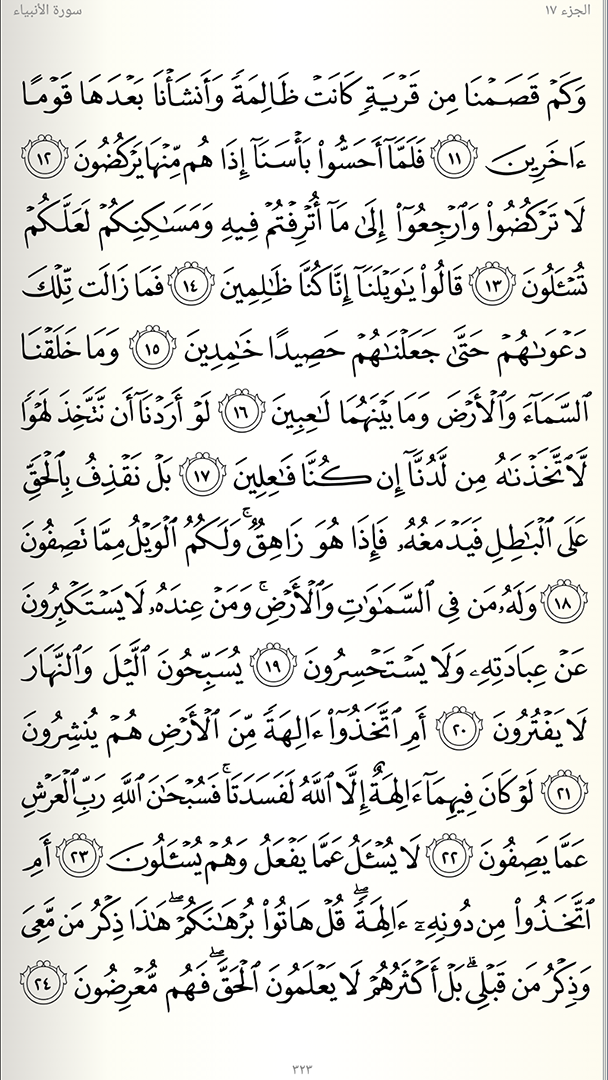 سورة الأنبياء
الجزء ١٧
وَكَمۡ قَصَمۡنَا مِن قَرۡيَةٖ كَانَتۡ ظَالِمَةٗ وَأَنشَأۡنَا بَعۡدَهَا قَوۡمًا
ءَاخَرِينَ ١١ فَلَمَّآ أَحَسُّواْ بَأۡسَنَآ إِذَا هُم مِّنۡهَا يَرۡكُضُونَ ١٢
لَا تَرۡكُضُواْ وَٱرۡجِعُوٓاْ إِلَىٰ مَآ أُتۡرِفۡتُمۡ فِيهِ وَمَسَٰكِنِكُمۡ لَعَلَّكُمۡ
تُسۡـَٔلُونَ ١٣ قَالُواْ يَٰوَيۡلَنَآ إِنَّا كُنَّا ظَٰلِمِينَ ١٤ فَمَا زَالَت تِّلۡكَ
دَعۡوَىٰهُمۡ حَتَّىٰ جَعَلۡنَٰهُمۡ حَصِيدًا خَٰمِدِينَ ١٥ وَمَا خَلَقۡنَا
ٱلسَّمَآءَ وَٱلۡأَرۡضَ وَمَا بَيۡنَهُمَا لَٰعِبِينَ ١٦ لَوۡ أَرَدۡنَآ أَن نَّتَّخِذَ لَهۡوٗا
لَّٱتَّخَذۡنَٰهُ مِن لَّدُنَّآ إِن كُنَّا فَٰعِلِينَ ١٧ بَلۡ نَقۡذِفُ بِٱلۡحَقِّ
عَلَى ٱلۡبَٰطِلِ فَيَدۡمَغُهُۥ فَإِذَا هُوَ زَاهِقٞۚ وَلَكُمُ ٱلۡوَيۡلُ مِمَّا تَصِفُونَ
١٨ وَلَهُۥ مَن فِي ٱلسَّمَٰوَٰتِ وَٱلۡأَرۡضِۚ وَمَنۡ عِندَهُۥ لَا يَسۡتَكۡبِرُونَ
عَنۡ عِبَادَتِهِۦ وَلَا يَسۡتَحۡسِرُونَ ١٩ يُسَبِّحُونَ ٱلَّيۡلَ وَٱلنَّهَارَ
لَا يَفۡتُرُونَ ٢٠ أَمِ ٱتَّخَذُوٓاْ ءَالِهَةٗ مِّنَ ٱلۡأَرۡضِ هُمۡ يُنشِرُونَ
٢١ لَوۡ كَانَ فِيهِمَآ ءَالِهَةٌ إِلَّا ٱللَّهُ لَفَسَدَتَاۚ فَسُبۡحَٰنَ ٱللَّهِ رَبِّ ٱلۡعَرۡشِ
عَمَّا يَصِفُونَ ٢٢ لَا يُسۡـَٔلُ عَمَّا يَفۡعَلُ وَهُمۡ يُسۡـَٔلُونَ ٢٣ أَمِ
ٱتَّخَذُواْ مِن دُونِهِۦٓ ءَالِهَةٗۖ قُلۡ هَاتُواْ بُرۡهَٰنَكُمۡۖ هَٰذَا ذِكۡرُ مَن مَّعِيَ
وَذِكۡرُ مَن قَبۡلِيۚ بَلۡ أَكۡثَرُهُمۡ لَا يَعۡلَمُونَ ٱلۡحَقَّۖ فَهُم مُّعۡرِضُونَ ٢٤
٣٢٣